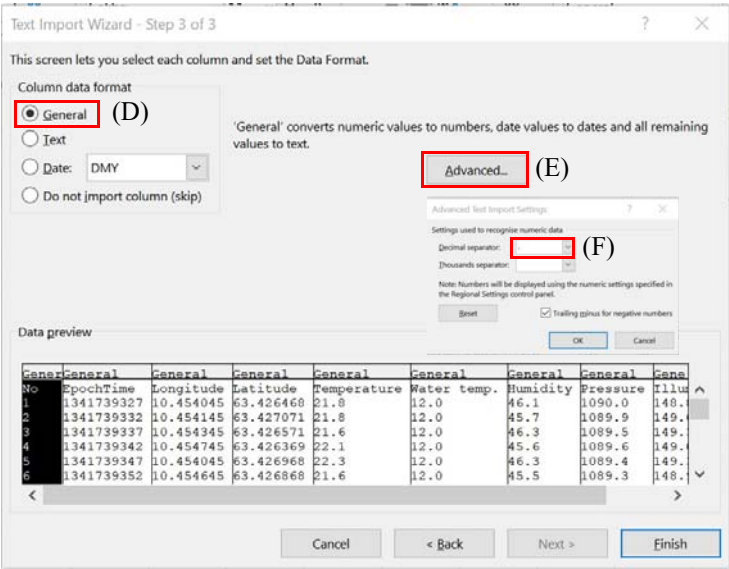 Text Import Wizard - Step 3 of 3
This screen lets you select each column and set the Data Format.
Column data format
General (D)
Text
Date: DMY
Do not import column (skip)
'General' converts numeric values to numbers, date values to dates and all remaining
values to text.
Advanced... (E)
Advanced Text Import Settings
Settings used to recognise numeric data
Decimal separator: (F)
Thousands separator:
Note: Numbers will be displayed using the numeric settings specified in
the Regional Settings control panel.
Reset Trailing minus for negative numbers
OK Cancel
Data preview
Gener General General General General General General General Gene
No EpochTime Longitude Latitude Temperature Water temp. Humidity Pressure Illu
1 1341739327 10.454045 63.426468 21.8 12.0 46.1 1090.0 148.
2 1341739332 10.454145 63.427071 21.8 12.0 45.7 1089.9 149.
3 1341739337 10.454345 63.426571 21.6 12.0 46.3 1089.5 149.
4 1341739342 10.454745 63.426369 22.1 12.0 45.6 1089.6 149.
5 1341739347 10.454045 63.426968 22.3 12.0 46.3 1089.4 149.
6 1341739352 10.454645 63.426868 21.6 12.0 45.5 1089.3 148.
Cancel < Back Next > Finish